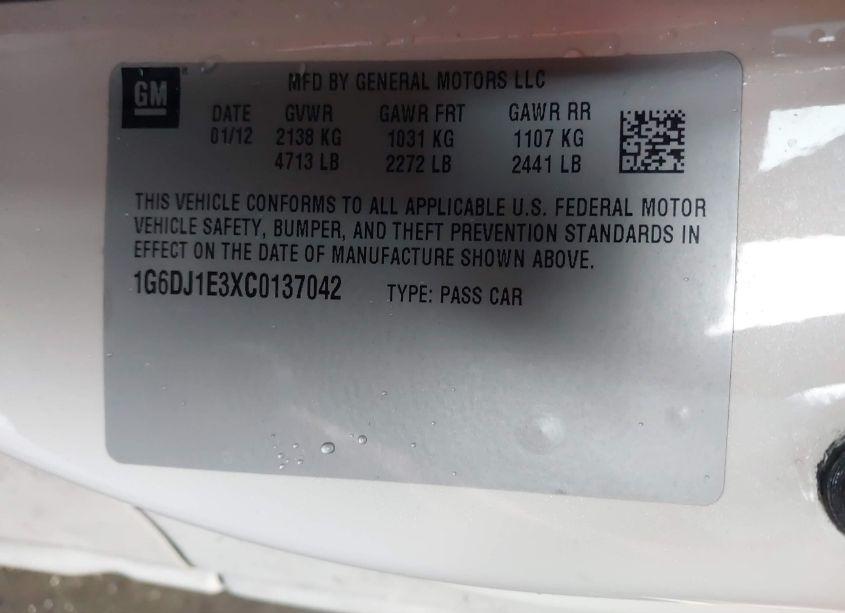 GM
MFD BY GENERAL MOTORS LLC
DATE GVWR GAWR FRT GAWR RR
01/12 2138 KG 1031 KG 1107 KG
4713 LB 2272 LB 2441 LB
THIS VEHICLE CONFORMS TO ALL APPLICABLE U.S. FEDERAL MOTOR
VEHICLE SAFETY, BUMPER, AND THEFT PREVENTION STANDARDS IN
EFFECT ON THE DATE OF MANUFACTURE SHOWN ABOVE.
1G6DJ1E3XC0137042 TYPE: PASS CAR